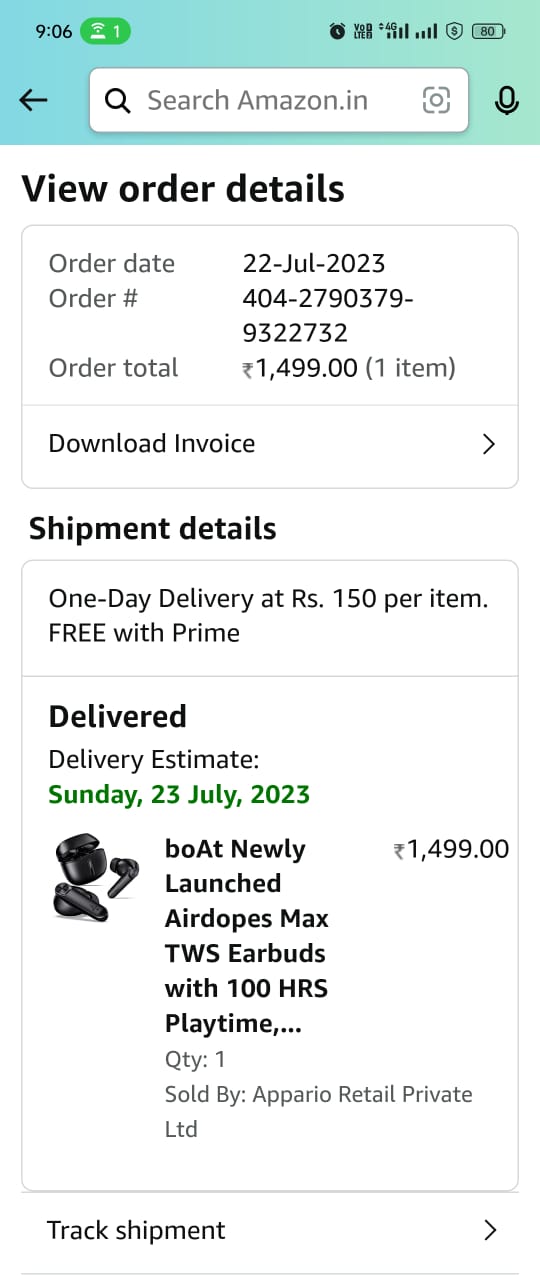 9:06 1 Vo)) LTE2 4G $ 80
Search Amazon.in
View order details
Order date 22-Jul-2023
Order # 404-2790379-
9322732
Order total ₹1,499.00 (1 item)
Download Invoice
Shipment details
One-Day Delivery at Rs. 150 per item.
FREE with Prime
Delivered
Delivery Estimate:
Sunday, 23 July, 2023
boAt Newly ₹1,499.00
Launched
Airdopes Max
TWS Earbuds
with 100 HRS
Playtime,...
Qty: 1
Sold By: Appario Retail Private
Ltd
Track shipment